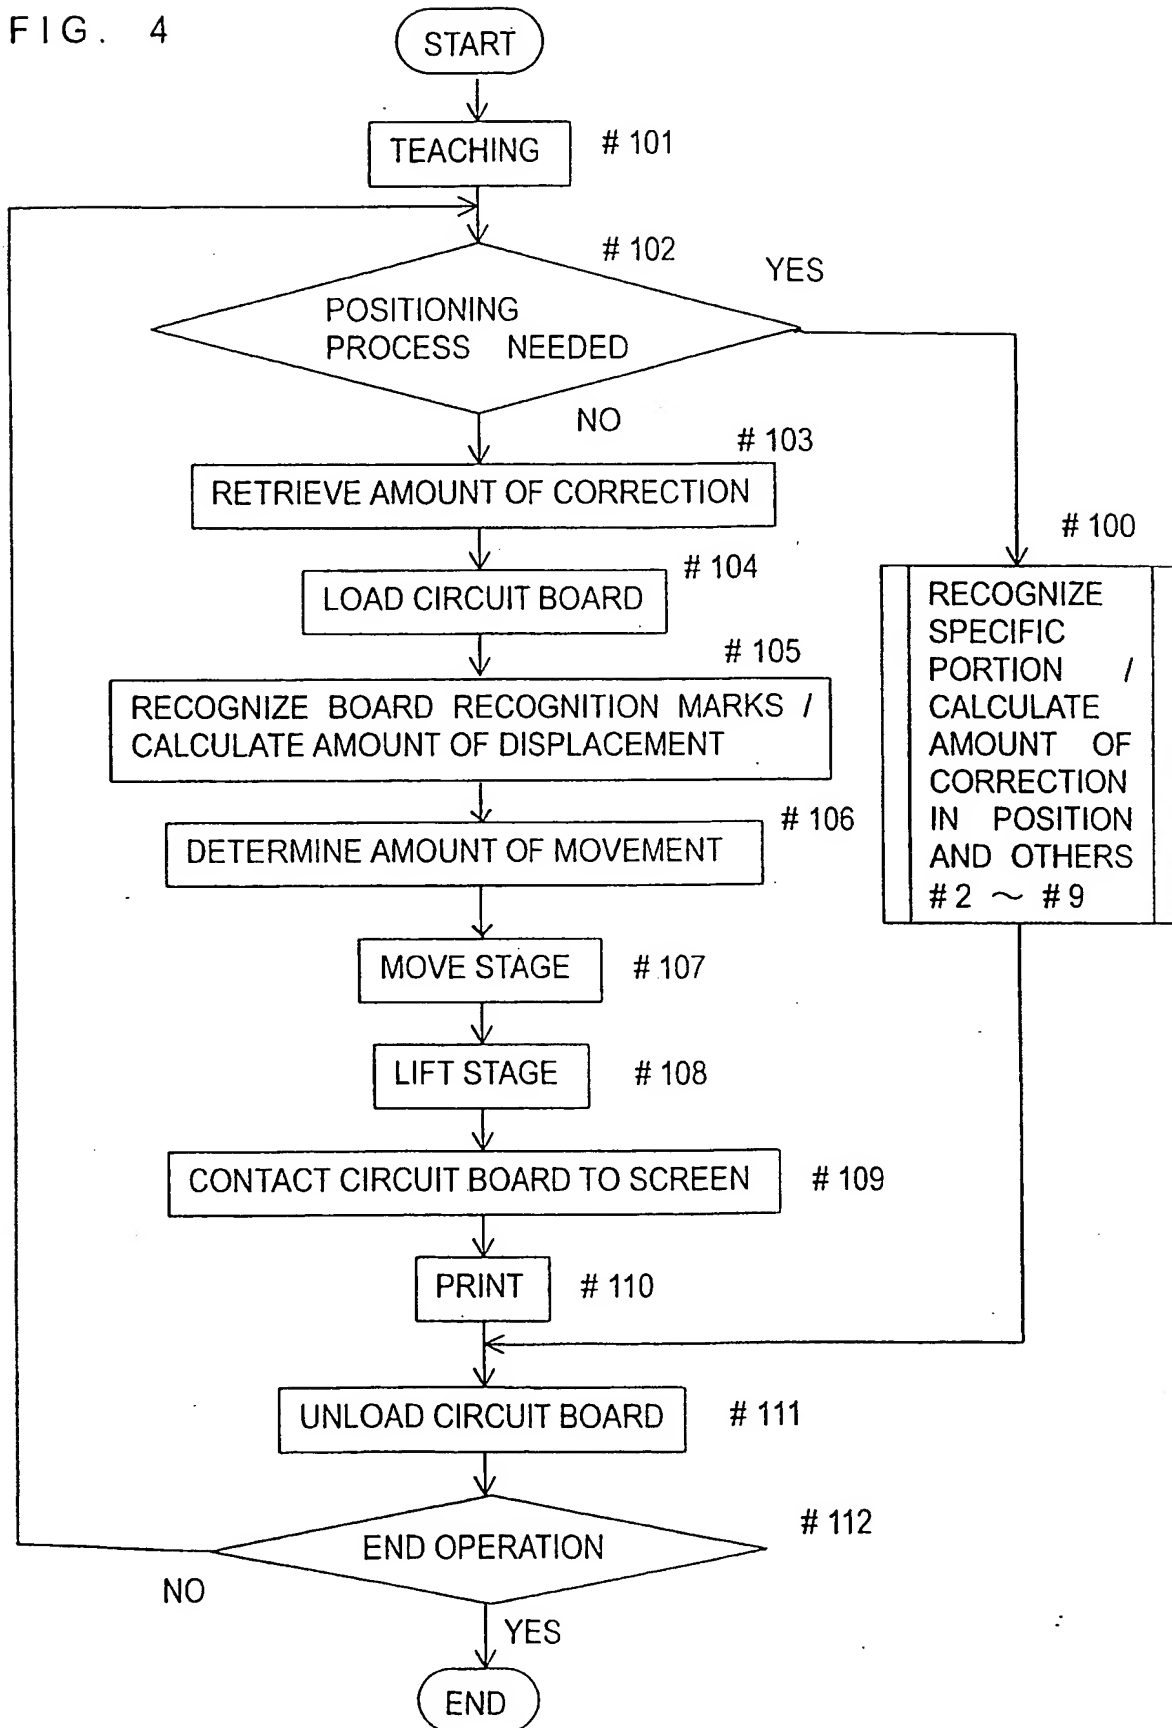 FIG. 4
START
TEACHING
# 101
# 102
YES
POSITIONING
PROCESS NEEDED
NO
# 103
RETRIEVE AMOUNT OF CORRECTION
# 104
LOAD CIRCUIT BOARD
# 105
RECOGNIZE BOARD RECOGNITION MARKS /
CALCULATE AMOUNT OF DISPLACEMENT
# 106
DETERMINE AMOUNT OF MOVEMENT
# 100
RECOGNIZE
SPECIFIC
PORTION /
CALCULATE
AMOUNT OF
CORRECTION
IN POSITION
AND OTHERS
#2 ～ #9
MOVE STAGE
# 107
LIFT STAGE
# 108
CONTACT CIRCUIT BOARD TO SCREEN
# 109
PRINT
# 110
UNLOAD CIRCUIT BOARD
# 111
# 112
END OPERATION
NO
YES
END